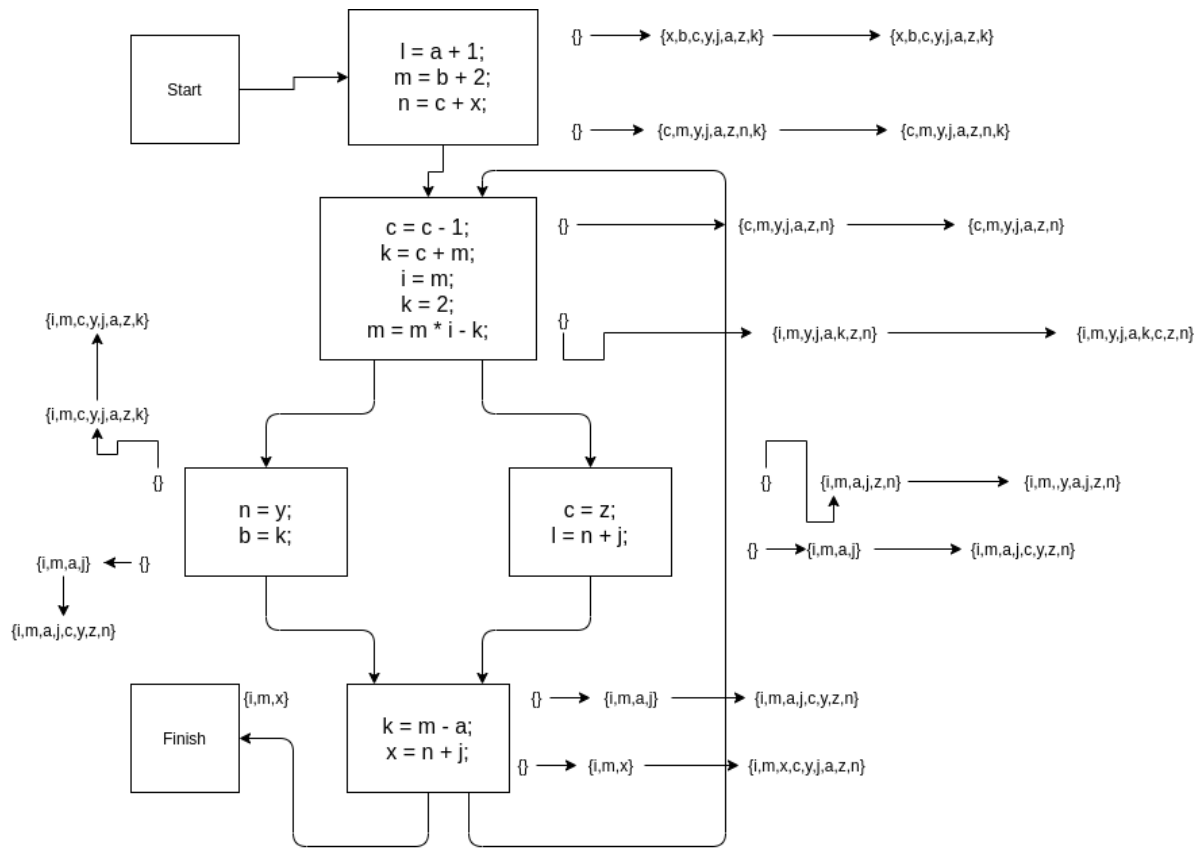 Start
l = a + 1;
m = b + 2;
n = c + x;
{} {x,b,c,y,j,a,z,k} {x,b,c,y,j,a,z,k}
{} {c,m,y,j,a,z,n,k} {c,m,y,j,a,z,n,k}
c = c - 1;
k = c + m;
i = m;
k = 2;
m = m * i - k;
{} {c,m,y,j,a,z,n} {c,m,y,j,a,z,n}
{} {i,m,y,j,a,k,z,n} {i,m,y,j,a,k,c,z,n}
{i,m,c,y,j,a,z,k}
{i,m,c,y,j,a,z,k}
{}
n = y;
b = k;
{i,m,a,j} {}
{i,m,a,j,c,y,z,n}
c = z;
l = n + j;
{} {i,m,a,j,z,n} {i,m,,y,a,j,z,n}
{} {i,m,a,j} {i,m,a,j,c,y,z,n}
Finish
{i,m,x}
k = m - a;
x = n + j;
{} {i,m,a,j} {i,m,a,j,c,y,z,n}
{} {i,m,x} {i,m,x,c,y,j,a,z,n}